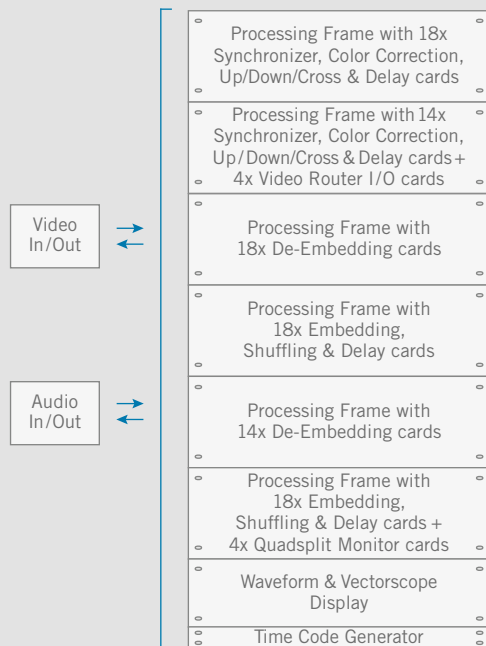 Processing Frame with 18x
Synchronizer, Color Correction,
Up/Down/Cross & Delay cards
Processing Frame with 14x
Synchronizer, Color Correction,
Up/Down/Cross & Delay cards +
4x Video Router I/O cards
Video
In/Out
Processing Frame with
18x De-Embedding cards
Processing Frame with
18x Embedding,
Shuffling & Delay cards
Audio
In/Out
Processing Frame with
14x De-Embedding cards
Processing Frame with
18x Embedding,
Shuffling & Delay cards +
4x Quadsplit Monitor cards
Waveform & Vectorscope
Display
Time Code Generator